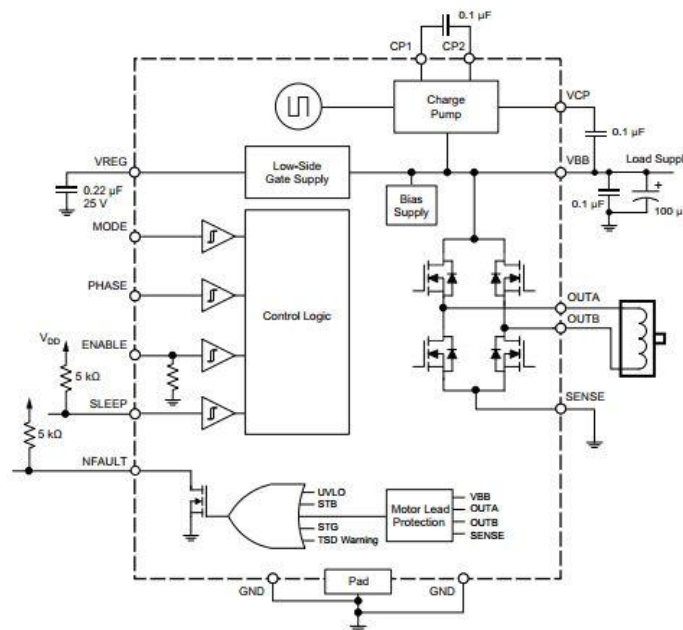 0.1 µF
CP1
CP2
Charge
Pump
VCP
0.1 µF
VREG
Low-Side
Gate Supply
VBB
Load Suppl
0.22 µF
25 V
Bias
Supply
0.1 µF
+
100 µ
MODE
PHASE
Control Logic
OUTA
OUTB
VDD
ENABLE
5 kΩ
SLEEP
SENSE
5 kΩ
NFAULT
UVLO
STB
STG
TSD Warning
Motor Lead
Protection
VBB
OUTA
OUTB
SENSE
GND
Pad
GND